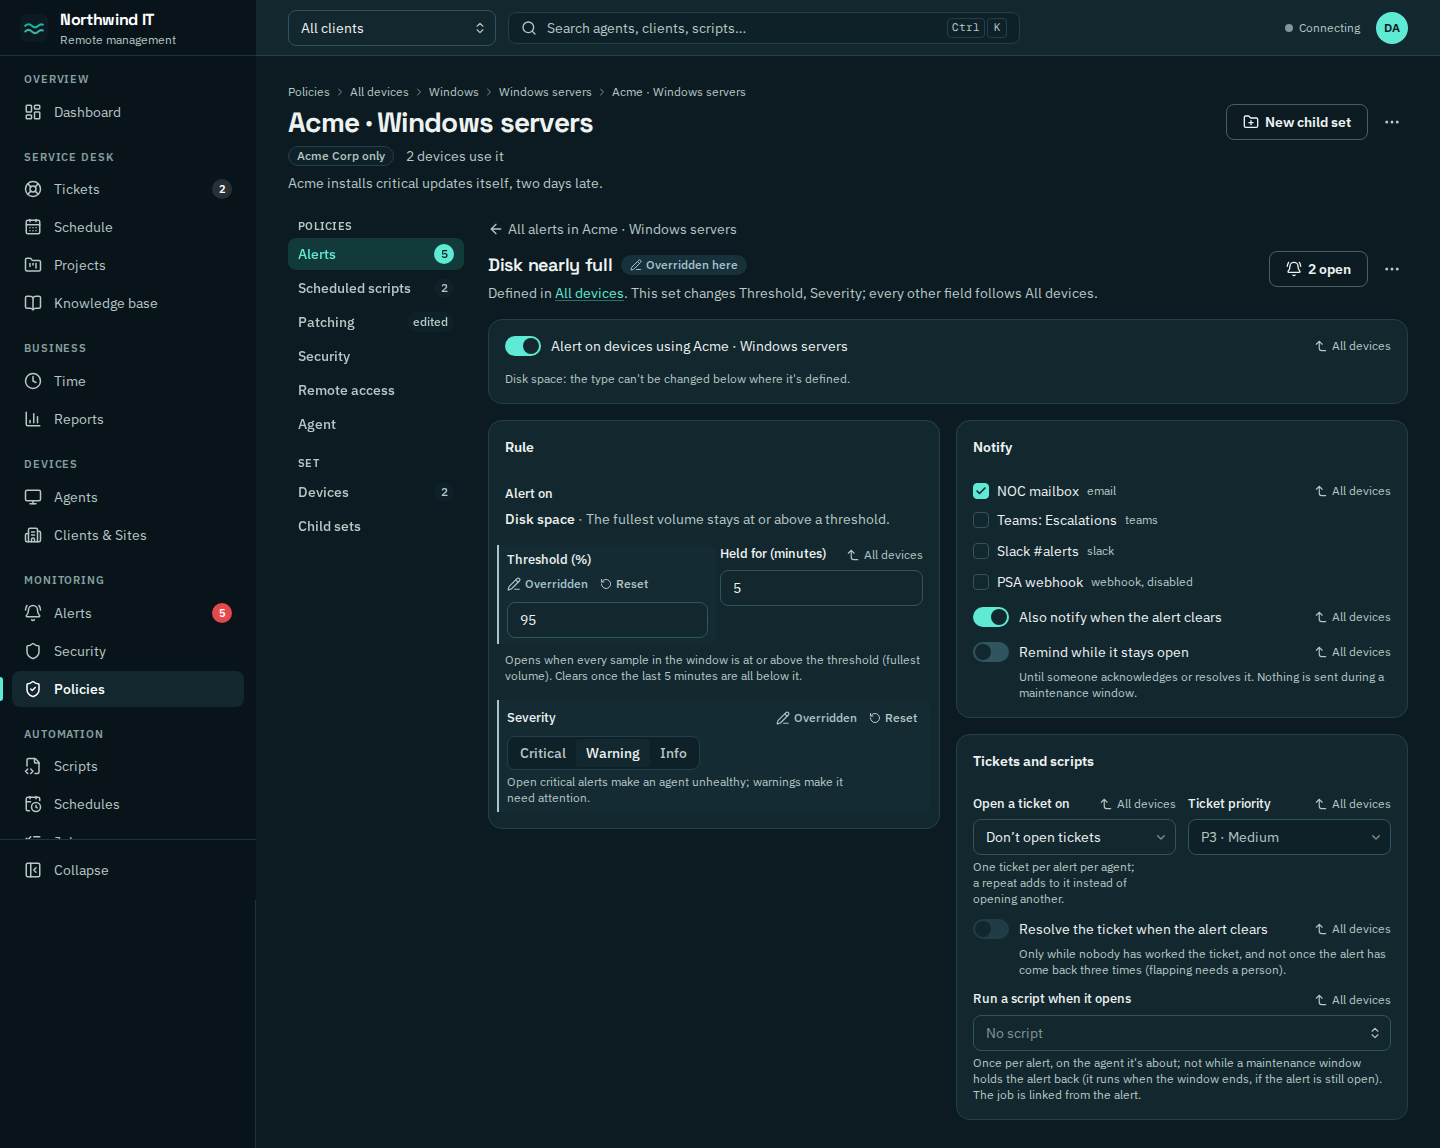 Northwind IT
Remote management
All clients
Search agents, clients, scripts...
Ctrl K
Connecting
DA
OVERVIEW
Dashboard
SERVICE DESK
Tickets 2
Schedule
Projects
Knowledge base
BUSINESS
Time
Reports
DEVICES
Agents
Clients & Sites
MONITORING
Alerts 5
Security
Policies
AUTOMATION
Scripts
Schedules
Collapse
Policies > All devices > Windows > Windows servers > Acme · Windows servers
Acme · Windows servers
New child set
Acme Corp only 2 devices use it
Acme installs critical updates itself, two days late.
POLICIES
Alerts 5
Scheduled scripts 2
Patching edited
Security
Remote access
Agent
SET
Devices 2
Child sets
All alerts in Acme · Windows servers
Disk nearly full Overridden here
2 open
Defined in All devices. This set changes Threshold, Severity; every other field follows All devices.
Alert on devices using Acme · Windows servers All devices
Disk space: the type can't be changed below where it's defined.
Rule
Alert on
Disk space · The fullest volume stays at or above a threshold.
Threshold (%)
Overridden Reset
95
Held for (minutes) All devices
5
Opens when every sample in the window is at or above the threshold (fullest
volume). Clears once the last 5 minutes are all below it.
Severity Overridden Reset
Critical Warning Info
Open critical alerts make an agent unhealthy; warnings make it
need attention.
Notify
NOC mailbox email All devices
Teams: Escalations teams
Slack #alerts slack
PSA webhook webhook, disabled
Also notify when the alert clears All devices
Remind while it stays open All devices
Until someone acknowledges or resolves it. Nothing is sent during a
maintenance window.
Tickets and scripts
Open a ticket on All devices
Don't open tickets
One ticket per alert per agent;
a repeat adds to it instead of
opening another.
Ticket priority All devices
P3 · Medium
Resolve the ticket when the alert clears All devices
Only while nobody has worked the ticket, and not once the alert has
come back three times (flapping needs a person).
Run a script when it opens All devices
No script
Once per alert, on the agent it's about; not while a maintenance window
holds the alert back (it runs when the window ends, if the alert is still open).
The job is linked from the alert.